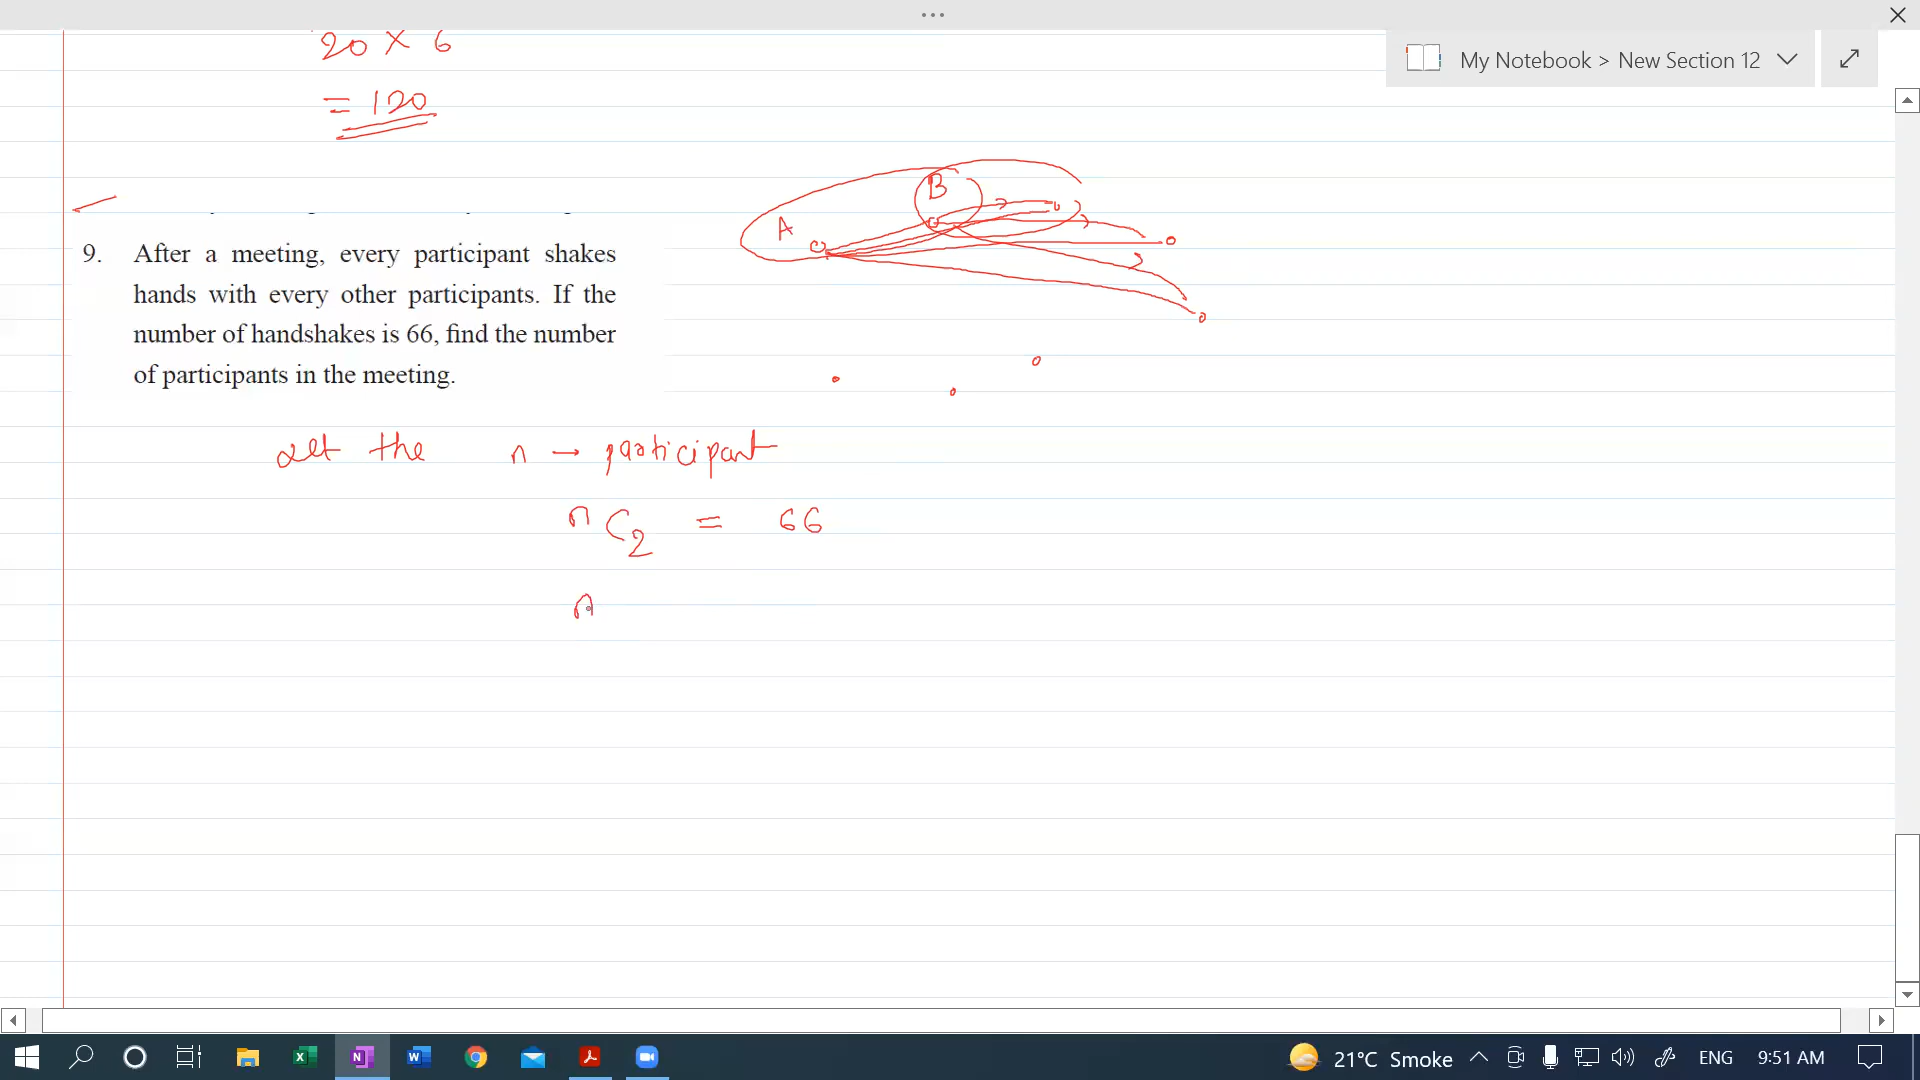 My Notebook > New Section 12
20 × 6
= 120
A
B
9. After a meeting, every participant shakes
hands with every other participants. If the
number of handshakes is 66, find the number
of participants in the meeting.
Let the n → participant
nC2 = 66
n
21°C Smoke
ENG
9:51 AM